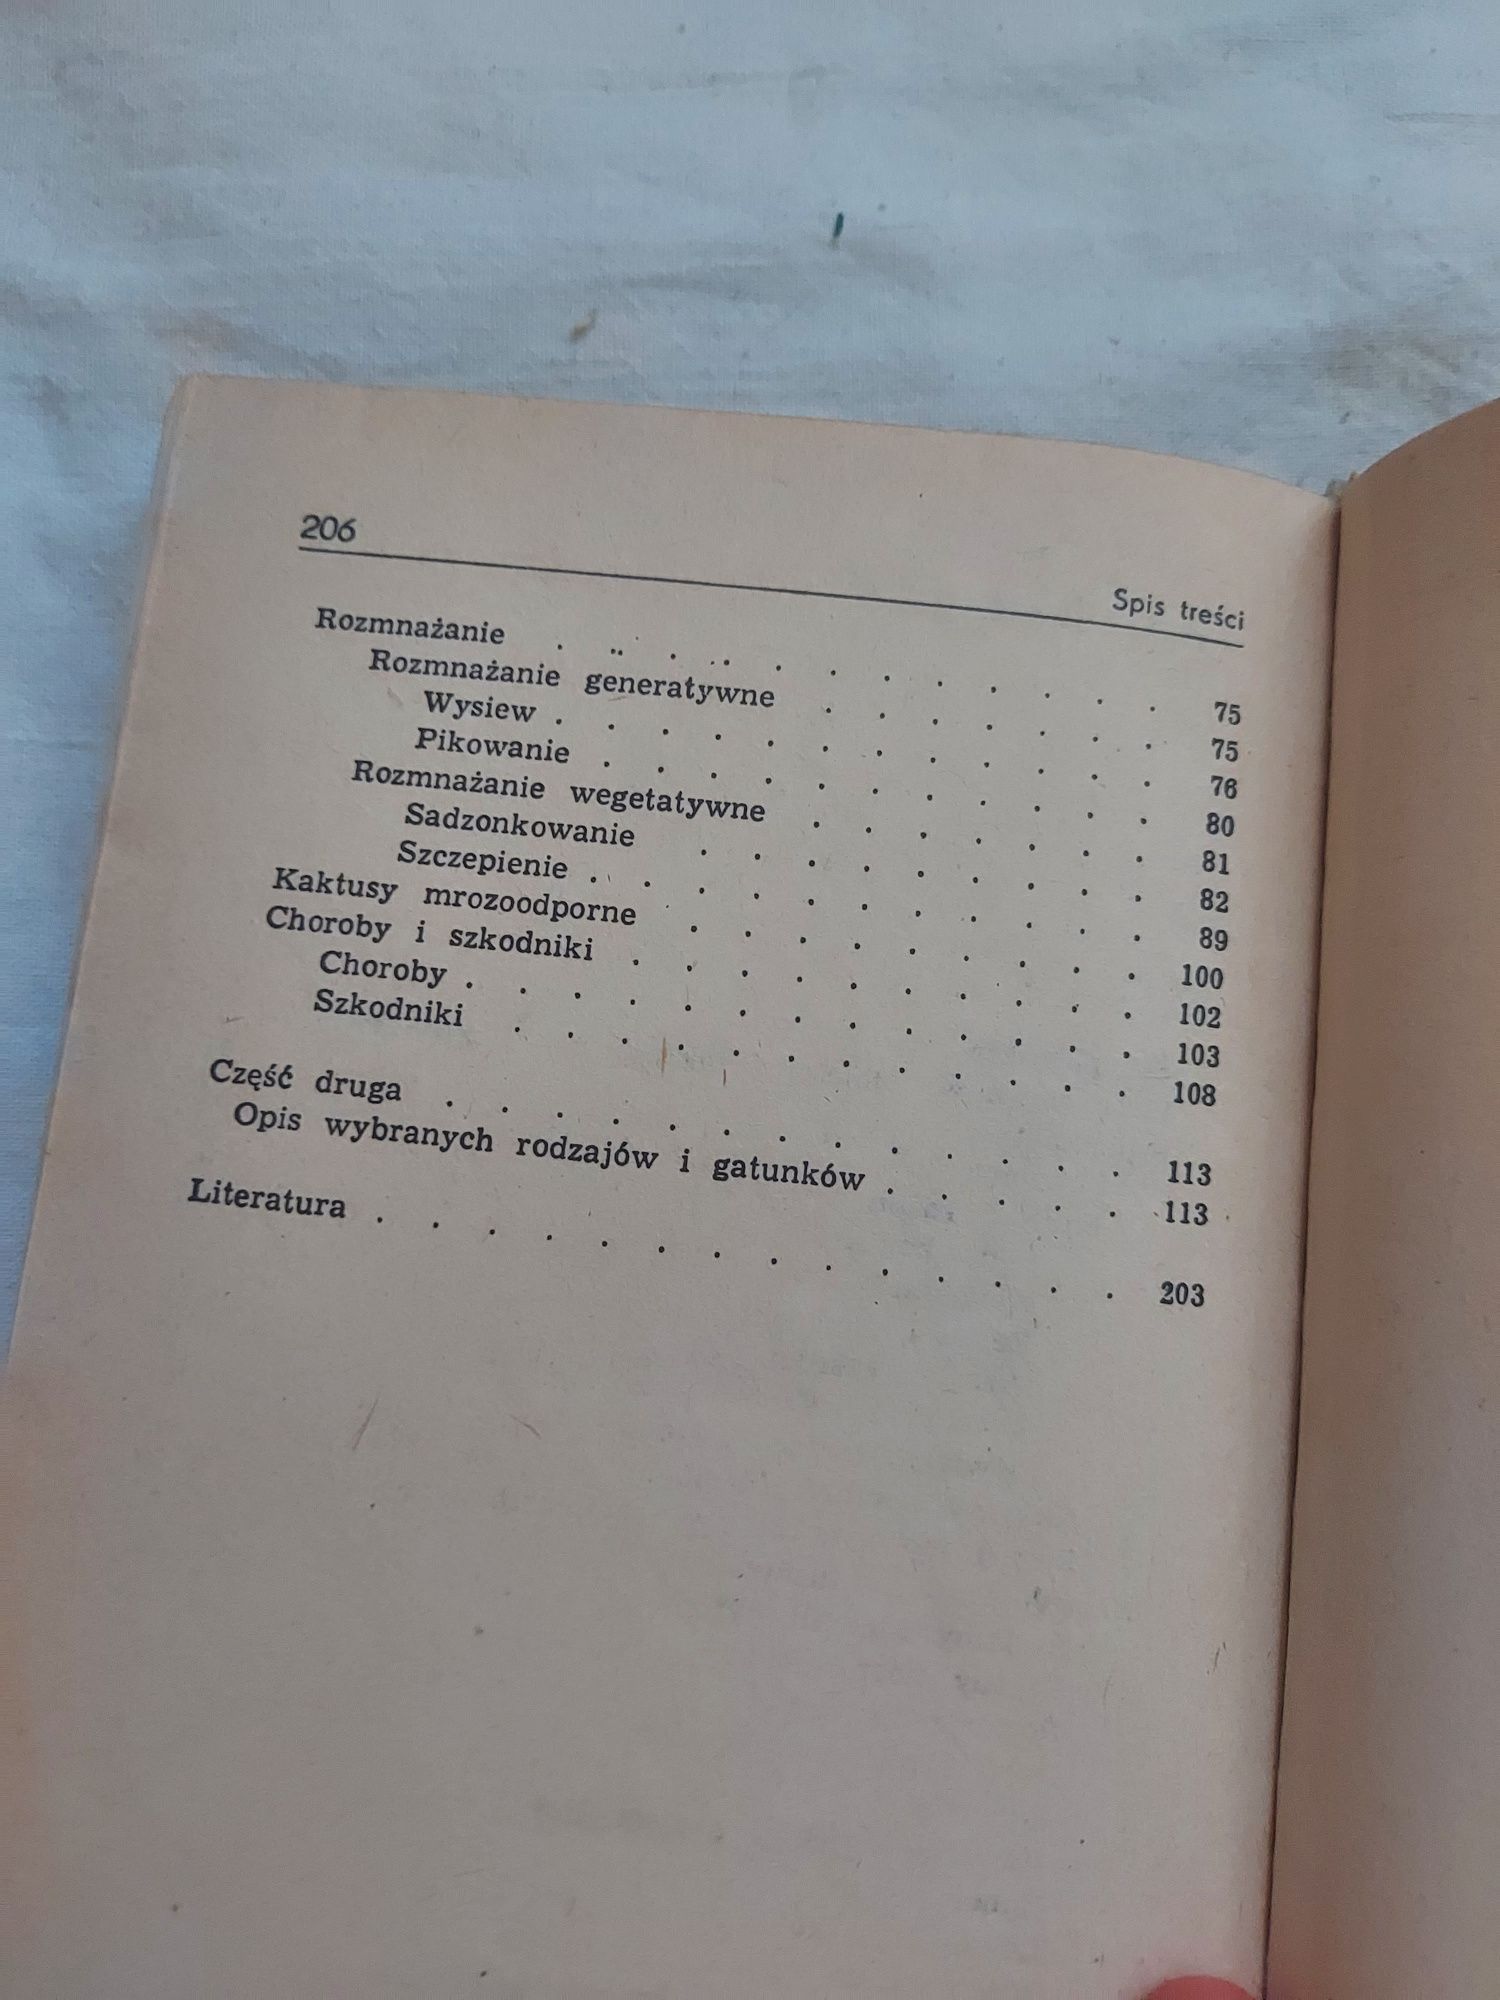 206
Spis treści
Rozmnażanie . . . . . . . . . . . . 75
Rozmnażanie generatywne . . . . . . . 75
Wysiew . . . . . . . . . . . . 76
Pikowanie . . . . . . . . . . . 80
Rozmnażanie wegetatywne . . . . . . . 81
Sadzonkowanie . . . . . . . . . 82
Szczepienie . . . . . . . . . . . 89
Kaktusy mrozoodporne . . . . . . . . . 100
Choroby i szkodniki . . . . . . . . . . 102
Choroby . . . . . . . . . . . . . 103
Szkodniki . . . . . . . . . . . . 108
Część druga . . . . . . . . . . . . . 113
Opis wybranych rodzajów i gatunków . . . . . 113
Literatura . . . . . . . . . . . . . . 203